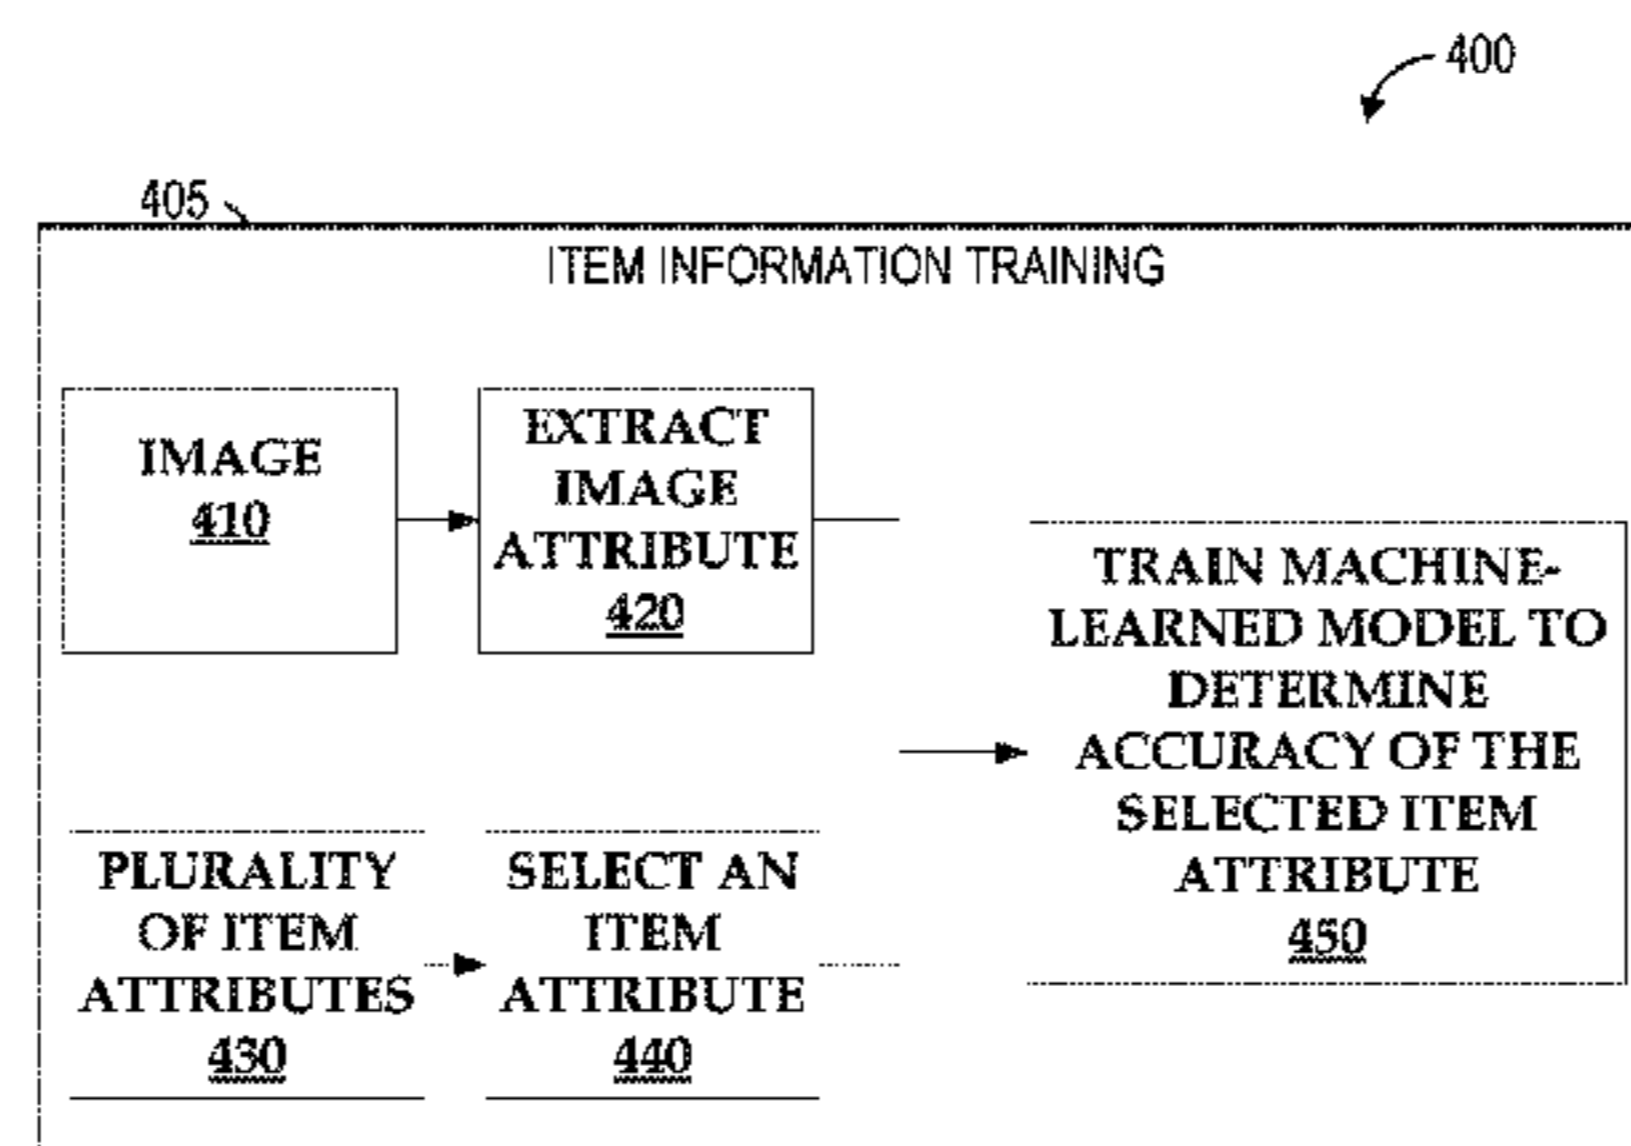 400
405
ITEM INFORMATION TRAINING
IMAGE
410
EXTRACT
IMAGE
ATTRIBUTE
420
TRAIN MACHINE-
LEARNED MODEL TO
DETERMINE
ACCURACY OF THE
SELECTED ITEM
ATTRIBUTE
450
PLURALITY
OF ITEM
ATTRIBUTES
430
SELECT AN
ITEM
ATTRIBUTE
440